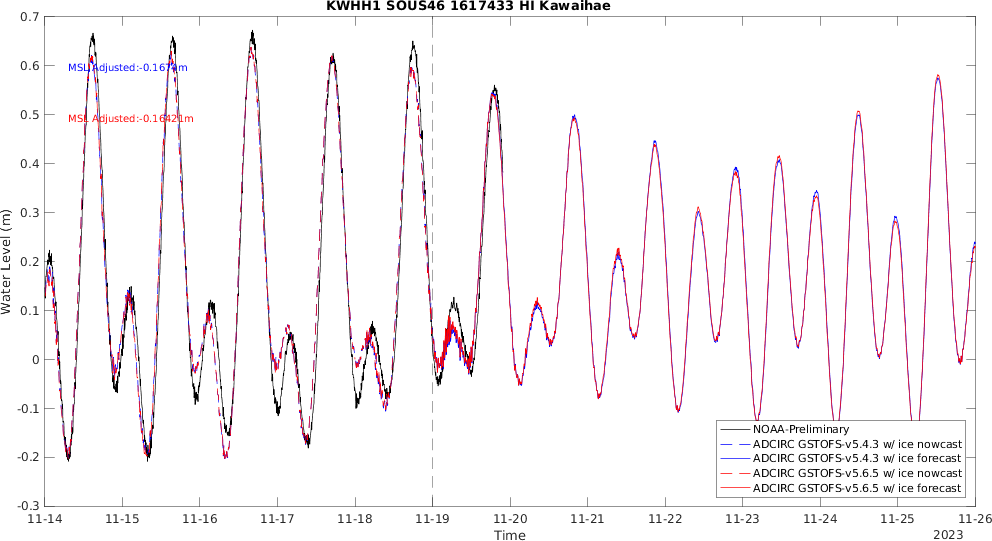 KWHH1 SOUS46 1617433 HI Kawaihae
0.7
0.6
0.5
0.4
0.3
0.2
0.1
0
-0.1
-0.2
-0.3
Water Level (m)
MSL Adjusted:-0.1674m
MSL Adjusted:-0.16421m
NOAA-Preliminary
ADCIRC GSTOFS-v5.4.3 w/ ice nowcast
ADCIRC GSTOFS-v5.4.3 w/ ice forecast
ADCIRC GSTOFS-v5.6.5 w/ ice nowcast
ADCIRC GSTOFS-v5.6.5 w/ ice forecast
11-14 11-15 11-16 11-17 11-18 11-19 11-20 11-21 11-22 11-23 11-24 11-25 11-26
Time
2023